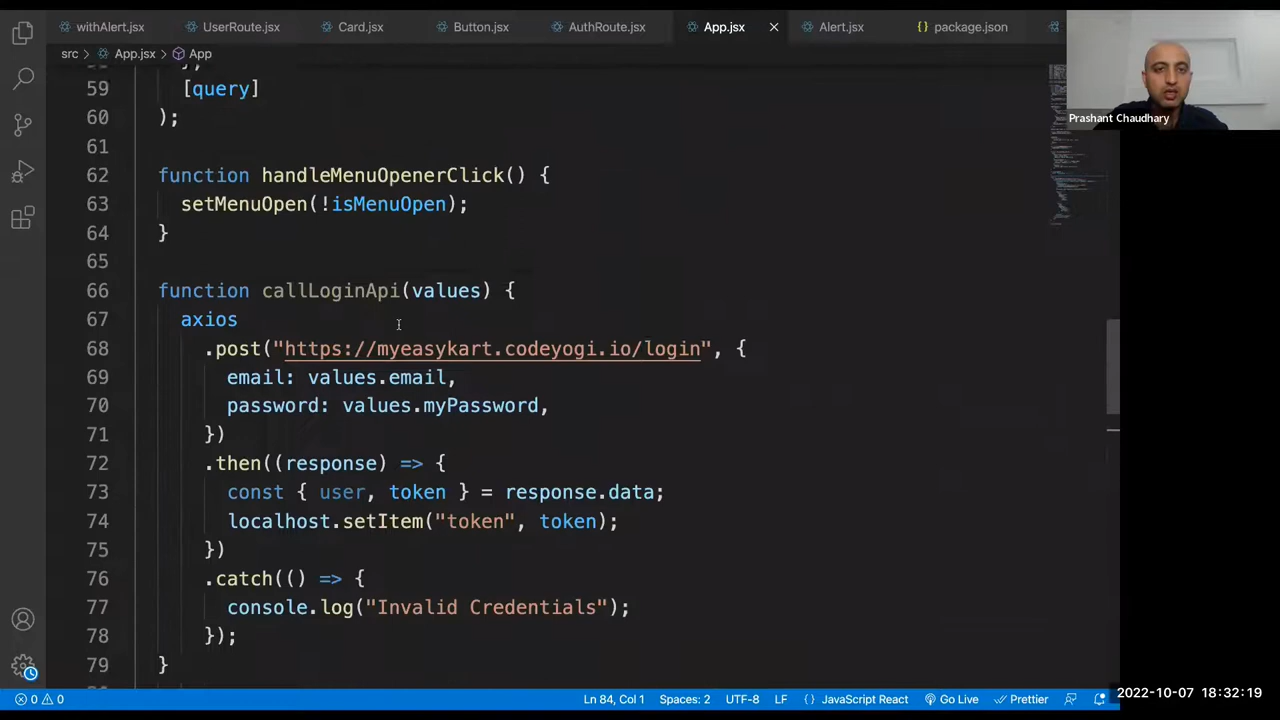 withAlert.jsx
UserRoute.jsx
Card.jsx
Button.jsx
AuthRoute.jsx
App.jsx
Alert.jsx
package.json
src
App.jsx
App
59 [query]
60 );
61
62 function handleMenuOpenerClick() {
63 setMenuOpen(!isMenuOpen);
64 }
65
66 function callLoginApi(values) {
67 axios
68 .post("https://myeasykart.codeyogi.io/login", {
69 email: values.email,
70 password: values.myPassword,
71 })
72 .then((response) => {
73 const { user, token } = response.data;
74 localhost.setItem("token", token);
75 })
76 .catch(() => {
77 console.log("Invalid Credentials");
78 });
79 }
Prashant Chaudhary
0 0
Ln 84, Col 1
Spaces: 2
UTF-8
LF
{ } JavaScript React
Go Live
Prettier
2022-10-07 18:32:19